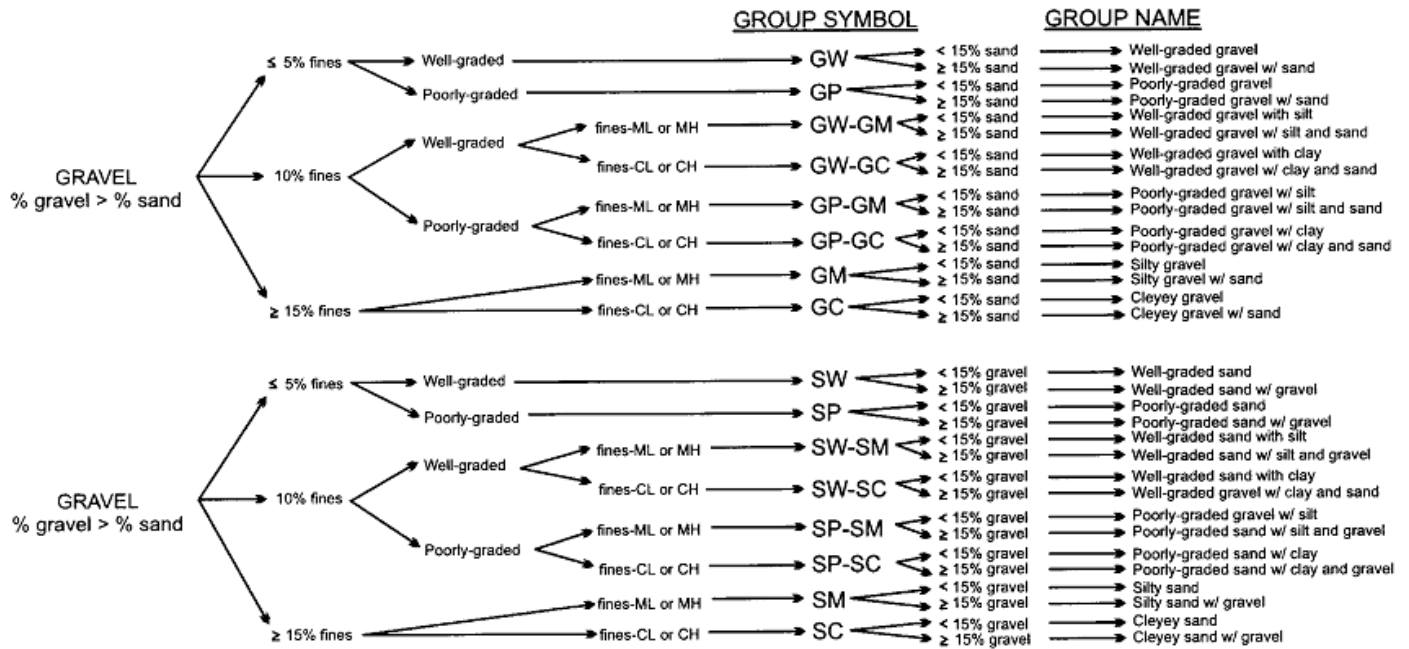 GROUP SYMBOL GROUP NAME
≤ 5% fines Well-graded GW < 15% sand Well-graded gravel
≥ 15% sand Well-graded gravel w/ sand
Poorly-graded GP < 15% sand Poorly-graded gravel
≥ 15% sand Poorly-graded gravel w/ sand
fines-ML or MH GW-GM < 15% sand Well-graded gravel with silt
≥ 15% sand Well-graded gravel w/ silt and sand
Well-graded
fines-CL or CH GW-GC < 15% sand Well-graded gravel with clay
≥ 15% sand Well-graded gravel w/ clay and sand
GRAVEL
% gravel > % sand
10% fines
fines-ML or MH GP-GM < 15% sand Poorly-graded gravel w/ silt
≥ 15% sand Poorly-graded gravel w/ silt and sand
Poorly-graded
fines-CL or CH GP-GC < 15% sand Poorly-graded gravel w/ clay
≥ 15% sand Poorly-graded gravel w/ clay and sand
fines-ML or MH GM < 15% sand Silty gravel
≥ 15% sand Silty gravel w/ sand
≥ 15% fines fines-CL or CH GC < 15% sand Cleyey gravel
≥ 15% sand Cleyey gravel w/ sand
≤ 5% fines Well-graded SW < 15% gravel Well-graded sand
≥ 15% gravel Well-graded sand w/ gravel
Poorly-graded SP < 15% gravel Poorly-graded sand
≥ 15% gravel Poorly-graded sand w/ gravel
fines-ML or MH SW-SM < 15% gravel Well-graded sand with silt
≥ 15% gravel Well-graded sand w/ silt and gravel
Well-graded
fines-CL or CH SW-SC < 15% gravel Well-graded sand with clay
≥ 15% gravel Well-graded gravel w/ clay and sand
GRAVEL
% gravel > % sand
10% fines
fines-ML or MH SP-SM < 15% gravel Poorly-graded gravel w/ silt
≥ 15% gravel Poorly-graded sand w/ silt and gravel
Poorly-graded
fines-CL or CH SP-SC < 15% gravel Poorly-graded sand w/ clay
≥ 15% gravel Poorly-graded sand w/ clay and gravel
fines-ML or MH SM < 15% gravel Silty sand
≥ 15% gravel Silty sand w/ gravel
≥ 15% fines fines-CL or CH SC < 15% gravel Cleyey sand
≥ 15% gravel Cleyey sand w/ gravel